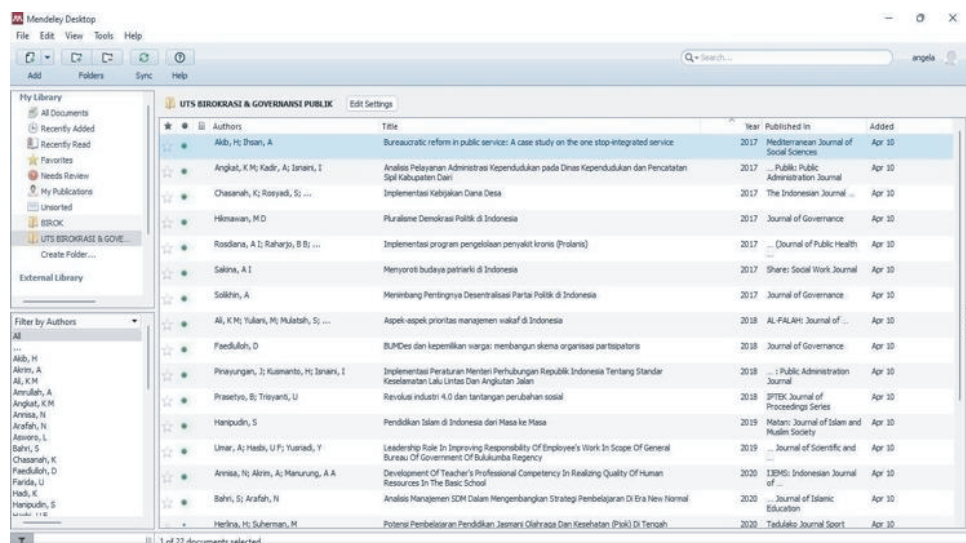 Mendeley Desktop
File Edit View Tools Help
Add Folders Sync Help
Search...
angela
My Library
All Documents
Recently Added
Recently Read
Favorites
Needs Review
My Publications
Unsorted
BIROK
UTS BIROKRASI & GOVE...
Create Folder...
External Library
Filter by Authors
All
...
Akib, H
Akrim, A
Ali, K M
Amrullah, A
Angkat, K M
Annisa, N
Arafah, N
Asworo, L
Bahri, S
Chasanah, K
Faedlulloh, D
Farida, U
Hadi, K
Hanipudin, S
UTS BIROKRASI & GOVERNANSI PUBLIK Edit Settings
Authors Title Year Published In Added
Akib, H; Ihsan, A Bureaucratic reform in public service: A case study on the one stop-integrated service 2017 Mediterranean Journal of Apr 10
Social Sciences
Angkat, K M; Kadir, A; Isnaini, I Analisis Pelayanan Administrasi Kependudukan pada Dinas Kependudukan dan Pencatatan 2017 ... Publik: Public Apr 10
Sipil Kabupaten Dairi Administration Journal
Chasanah, K; Rosyadi, S; ... Implementasi Kebijakan Dana Desa 2017 The Indonesian Journal ... Apr 10
Hikmawan, M D Pluralisme Demokrasi Politik di Indonesia 2017 Journal of Governance Apr 10
Rosdiana, A I; Raharjo, B B; ... Implementasi program pengelolaan penyakit kronis (Prolanis) 2017 ... (Journal of Public Health Apr 10
...
Sakina, A I Menyoroti budaya patriarki di Indonesia 2017 Share: Social Work Journal Apr 10
Solikhin, A Menimbang Pentingnya Desentralisasi Partai Politik di Indonesia 2017 Journal of Governance Apr 10
Ali, K M; Yuliani, M; Mulatsih, S; ... Aspek-aspek prioritas manajemen wakaf di Indonesia 2018 AL-FALAH: Journal of ... Apr 10
Faedlulloh, D BUMDes dan kepemilikan warga: membangun skema organisasi partisipatoris 2018 Journal of Governance Apr 10
Pinayungan, J; Kusmanto, H; Isnaini, I Implementasi Peraturan Menteri Perhubungan Republik Indonesia Tentang Standar 2018 ... : Public Administration Apr 10
Keselamatan Lalu Lintas Dan Angkutan Jalan Journal
Prasetyo, B; Trisyanti, U Revolusi industri 4.0 dan tantangan perubahan sosial 2018 IPTEK Journal of Apr 10
Proceedings Series
Hanipudin, S Pendidikan Islam di Indonesia dari Masa ke Masa 2019 Matan: Journal of Islam and Apr 10
Muslim Society
Umar, A; Hasbi, U F; Yusriadi, Y Leadership Role In Improving Responsibility Of Employee's Work In Scope Of General 2019 ... Journal of Scientific and Apr 10
Bureau Of Government Of Bulukumba Regency ...
Annisa, N; Akrim, A; Manurung, A A Development Of Teacher's Professional Competency In Realizing Quality Of Human 2020 IJEMS: Indonesian Journal Apr 10
Resources In The Basic School of ...
Bahri, S; Arafah, N Analisis Manajemen SDM Dalam Mengembangkan Strategi Pembelajaran Di Era New Normal 2020 ... Journal of Islamic Apr 10
Education
Herlina, H; Suherman, M Potensi Pembelajaran Pendidikan Jasmani Olahraga Dan Kesehatan (Pjok) Di Tengah 2020 Tadulako Journal Sport Apr 10
1 of 27 documents selected